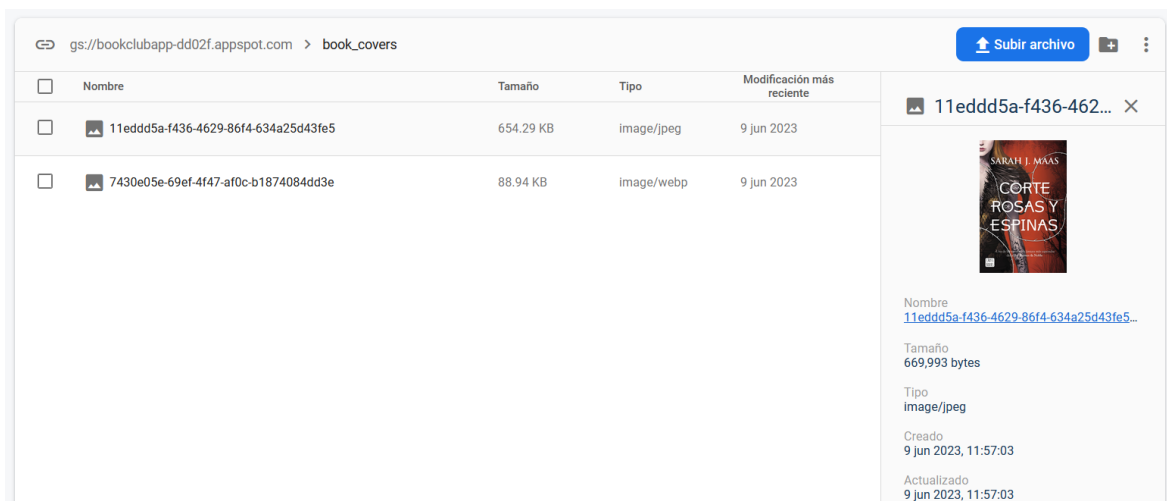 gs://bookclubapp-dd02f.appspot.com > book_covers
Subir archivo
Nombre Tamaño Tipo Modificación más reciente
11eddd5a-f436-4629-86f4-634a25d43fe5 654.29 KB image/jpeg 9 jun 2023
7430e05e-69ef-4f47-af0c-b1874084dd3e 88.94 KB image/webp 9 jun 2023
11eddd5a-f436-462...
SARAH J. MAAS
CORTE
ROSAS Y
ESPINAS
Nombre
11eddd5a-f436-4629-86f4-634a25d43fe5...
Tamaño
669,993 bytes
Tipo
image/jpeg
Creado
9 jun 2023, 11:57:03
Actualizado
9 jun 2023, 11:57:03